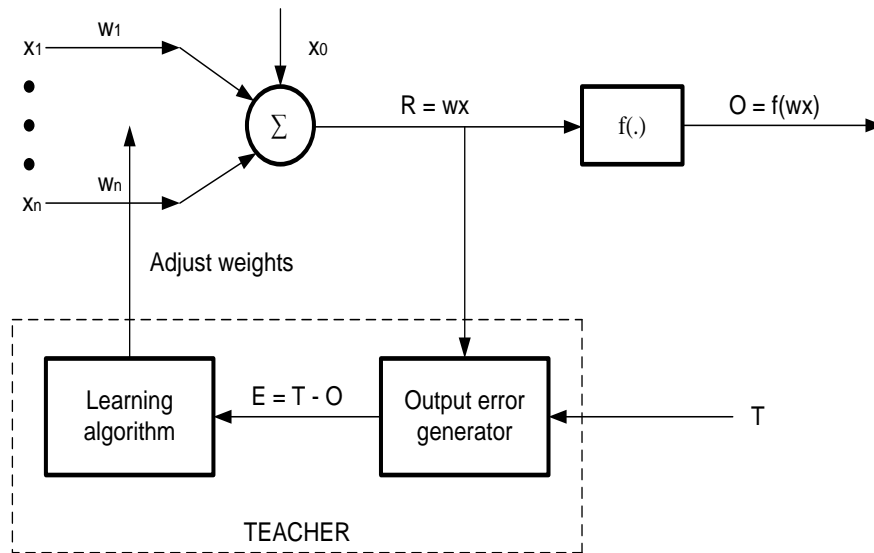 w1
x1
x0
Σ
R = wx
f(.)
O = f(wx)
wn
xn
Adjust weights
Learning
algorithm
E = T - O
Output error
generator
T
TEACHER